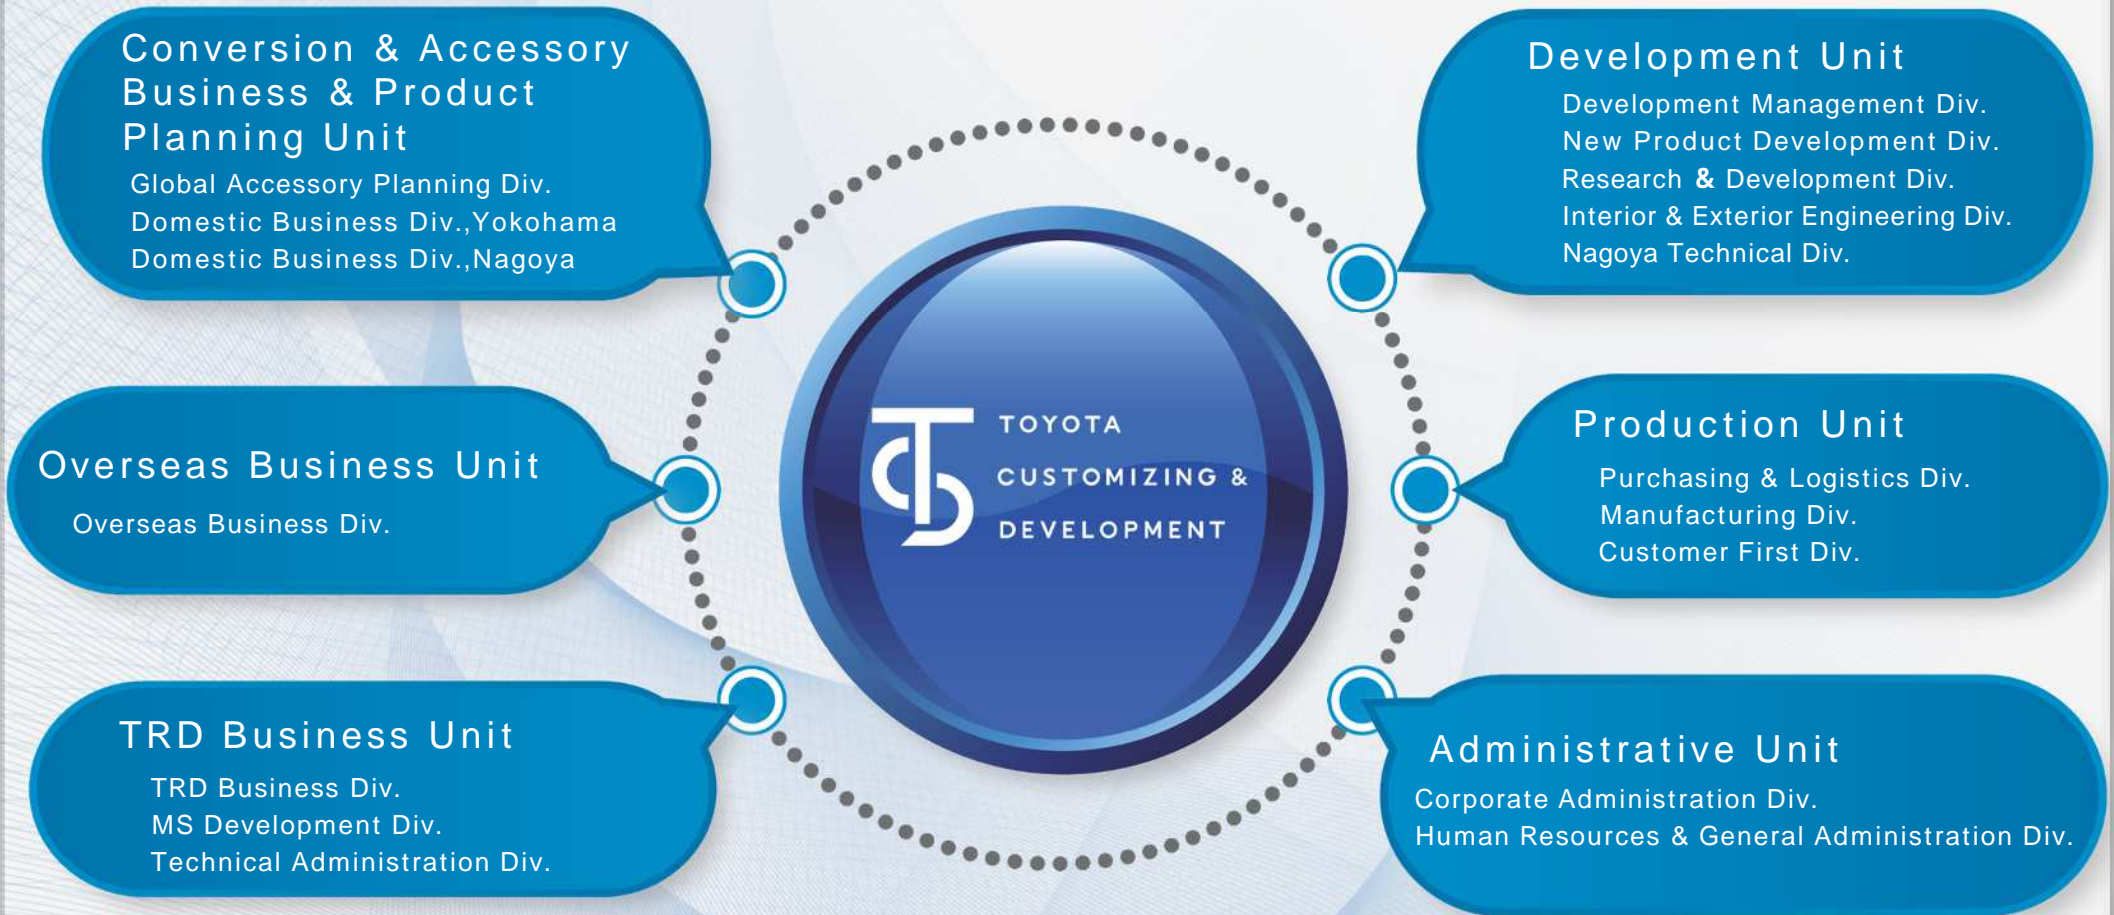 Conversion & Accessory
Business & Product
Planning Unit
Global Accessory Planning Div.
Domestic Business Div.,Yokohama
Domestic Business Div.,Nagoya
Overseas Business Unit
Overseas Business Div.
TRD Business Unit
TRD Business Div.
MS Development Div.
Technical Administration Div.
TOYOTA
CUSTOMIZING &
DEVELOPMENT
Development Unit
Development Management Div.
New Product Development Div.
Research & Development Div.
Interior & Exterior Engineering Div.
Nagoya Technical Div.
Production Unit
Purchasing & Logistics Div.
Manufacturing Div.
Customer First Div.
Administrative Unit
Corporate Administration Div.
Human Resources & General Administration Div.